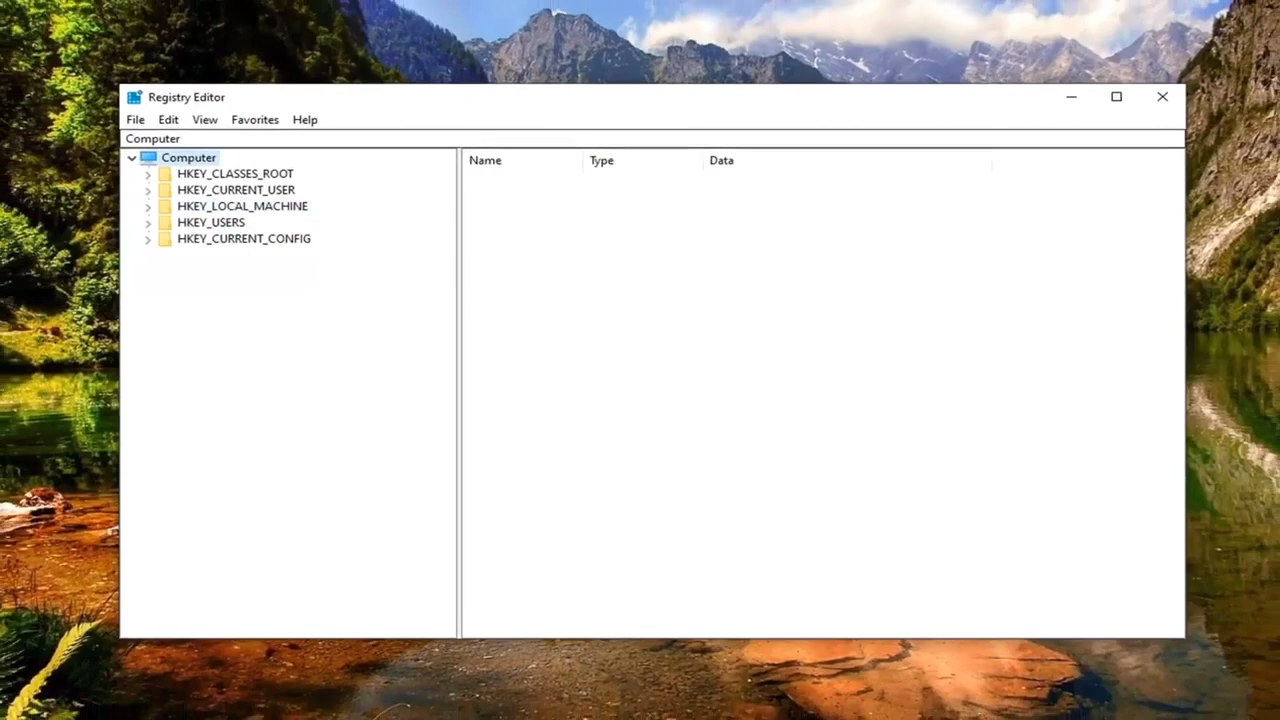 Registry Editor
File Edit View Favorites Help
Computer
Computer
HKEY_CLASSES_ROOT
HKEY_CURRENT_USER
HKEY_LOCAL_MACHINE
HKEY_USERS
HKEY_CURRENT_CONFIG
Name Type Data